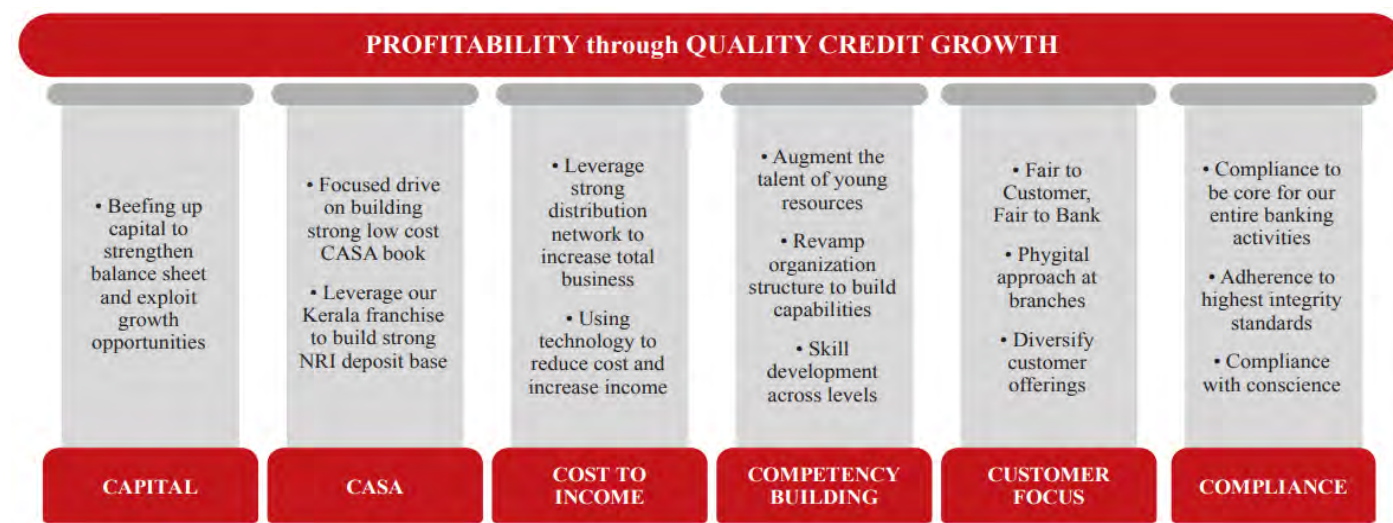 PROFITABILITY through QUALITY CREDIT GROWTH
• Beefing up
capital to
strengthen
balance sheet
and exploit
growth
opportunities
CAPITAL
• Focused drive
on building
strong low cost
CASA book
• Leverage our
Kerala franchise
to build strong
NRI deposit base
CASA
• Leverage
strong
distribution
network to
increase total
business
• Using
technology to
reduce cost and
increase income
COST TO
INCOME
• Augment the
talent of young
resources
• Revamp
organization
structure to build
capabilities
• Skill
development
across levels
COMPETENCY
BUILDING
• Fair to
Customer,
Fair to Bank
• Phygital
approach at
branches
• Diversify
customer
offerings
CUSTOMER
FOCUS
• Compliance to
be core for our
entire banking
activities
• Adherence to
highest integrity
standards
• Compliance
with conscience
COMPLIANCE